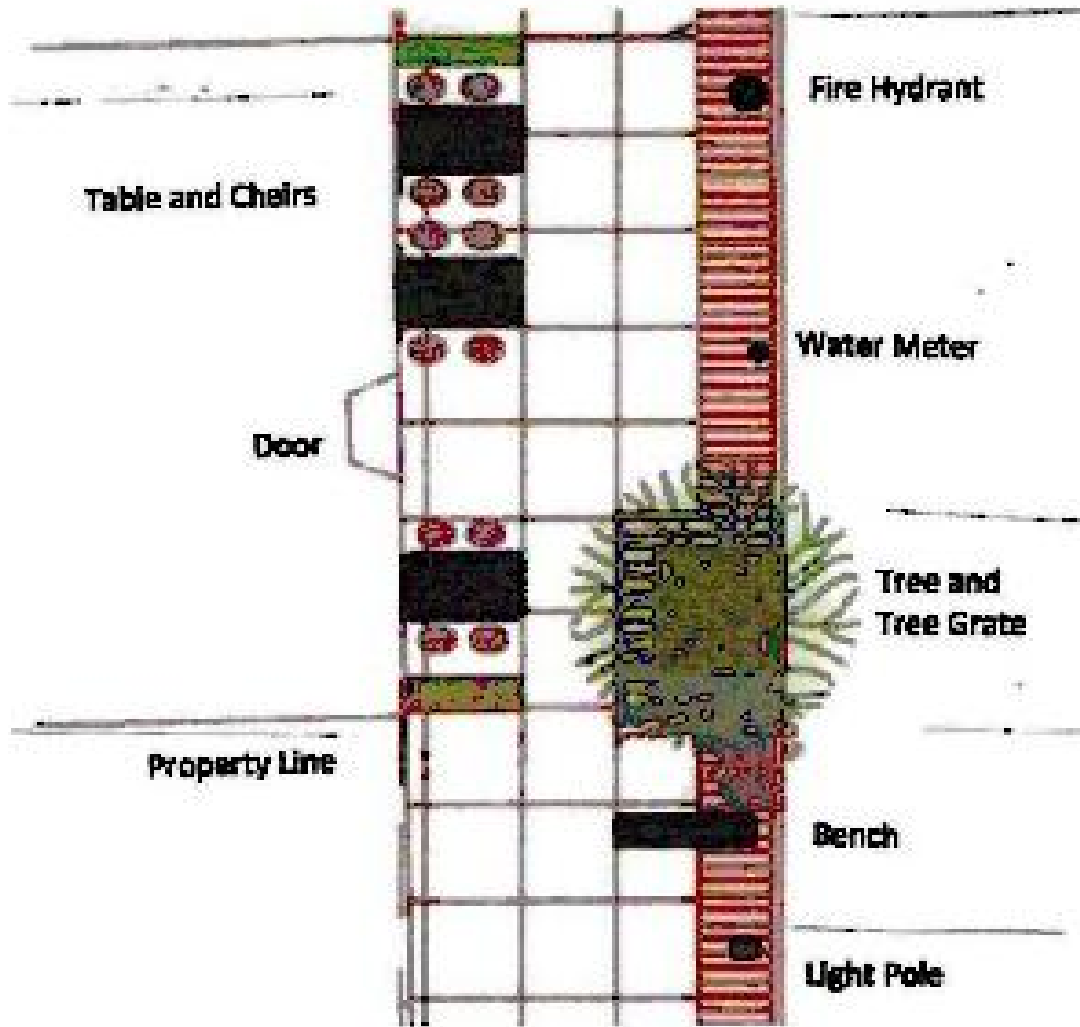 Fire Hydrant
Table and Chairs
Water Meter
Door
Tree and
Tree Grate
Property Line
Bench
Light Pole